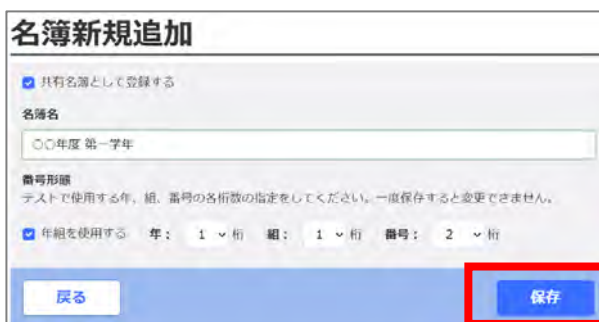 名簿新規追加
共有名簿として登録する
名簿名
〇〇年度 第一学年
番号形態
テストで使用する年、組、番号の各桁数の指定をしてください。一度保存すると変更できません。
年組を使用する 年： 1 桁 組： 1 桁 番号： 2 桁
戻る 保存